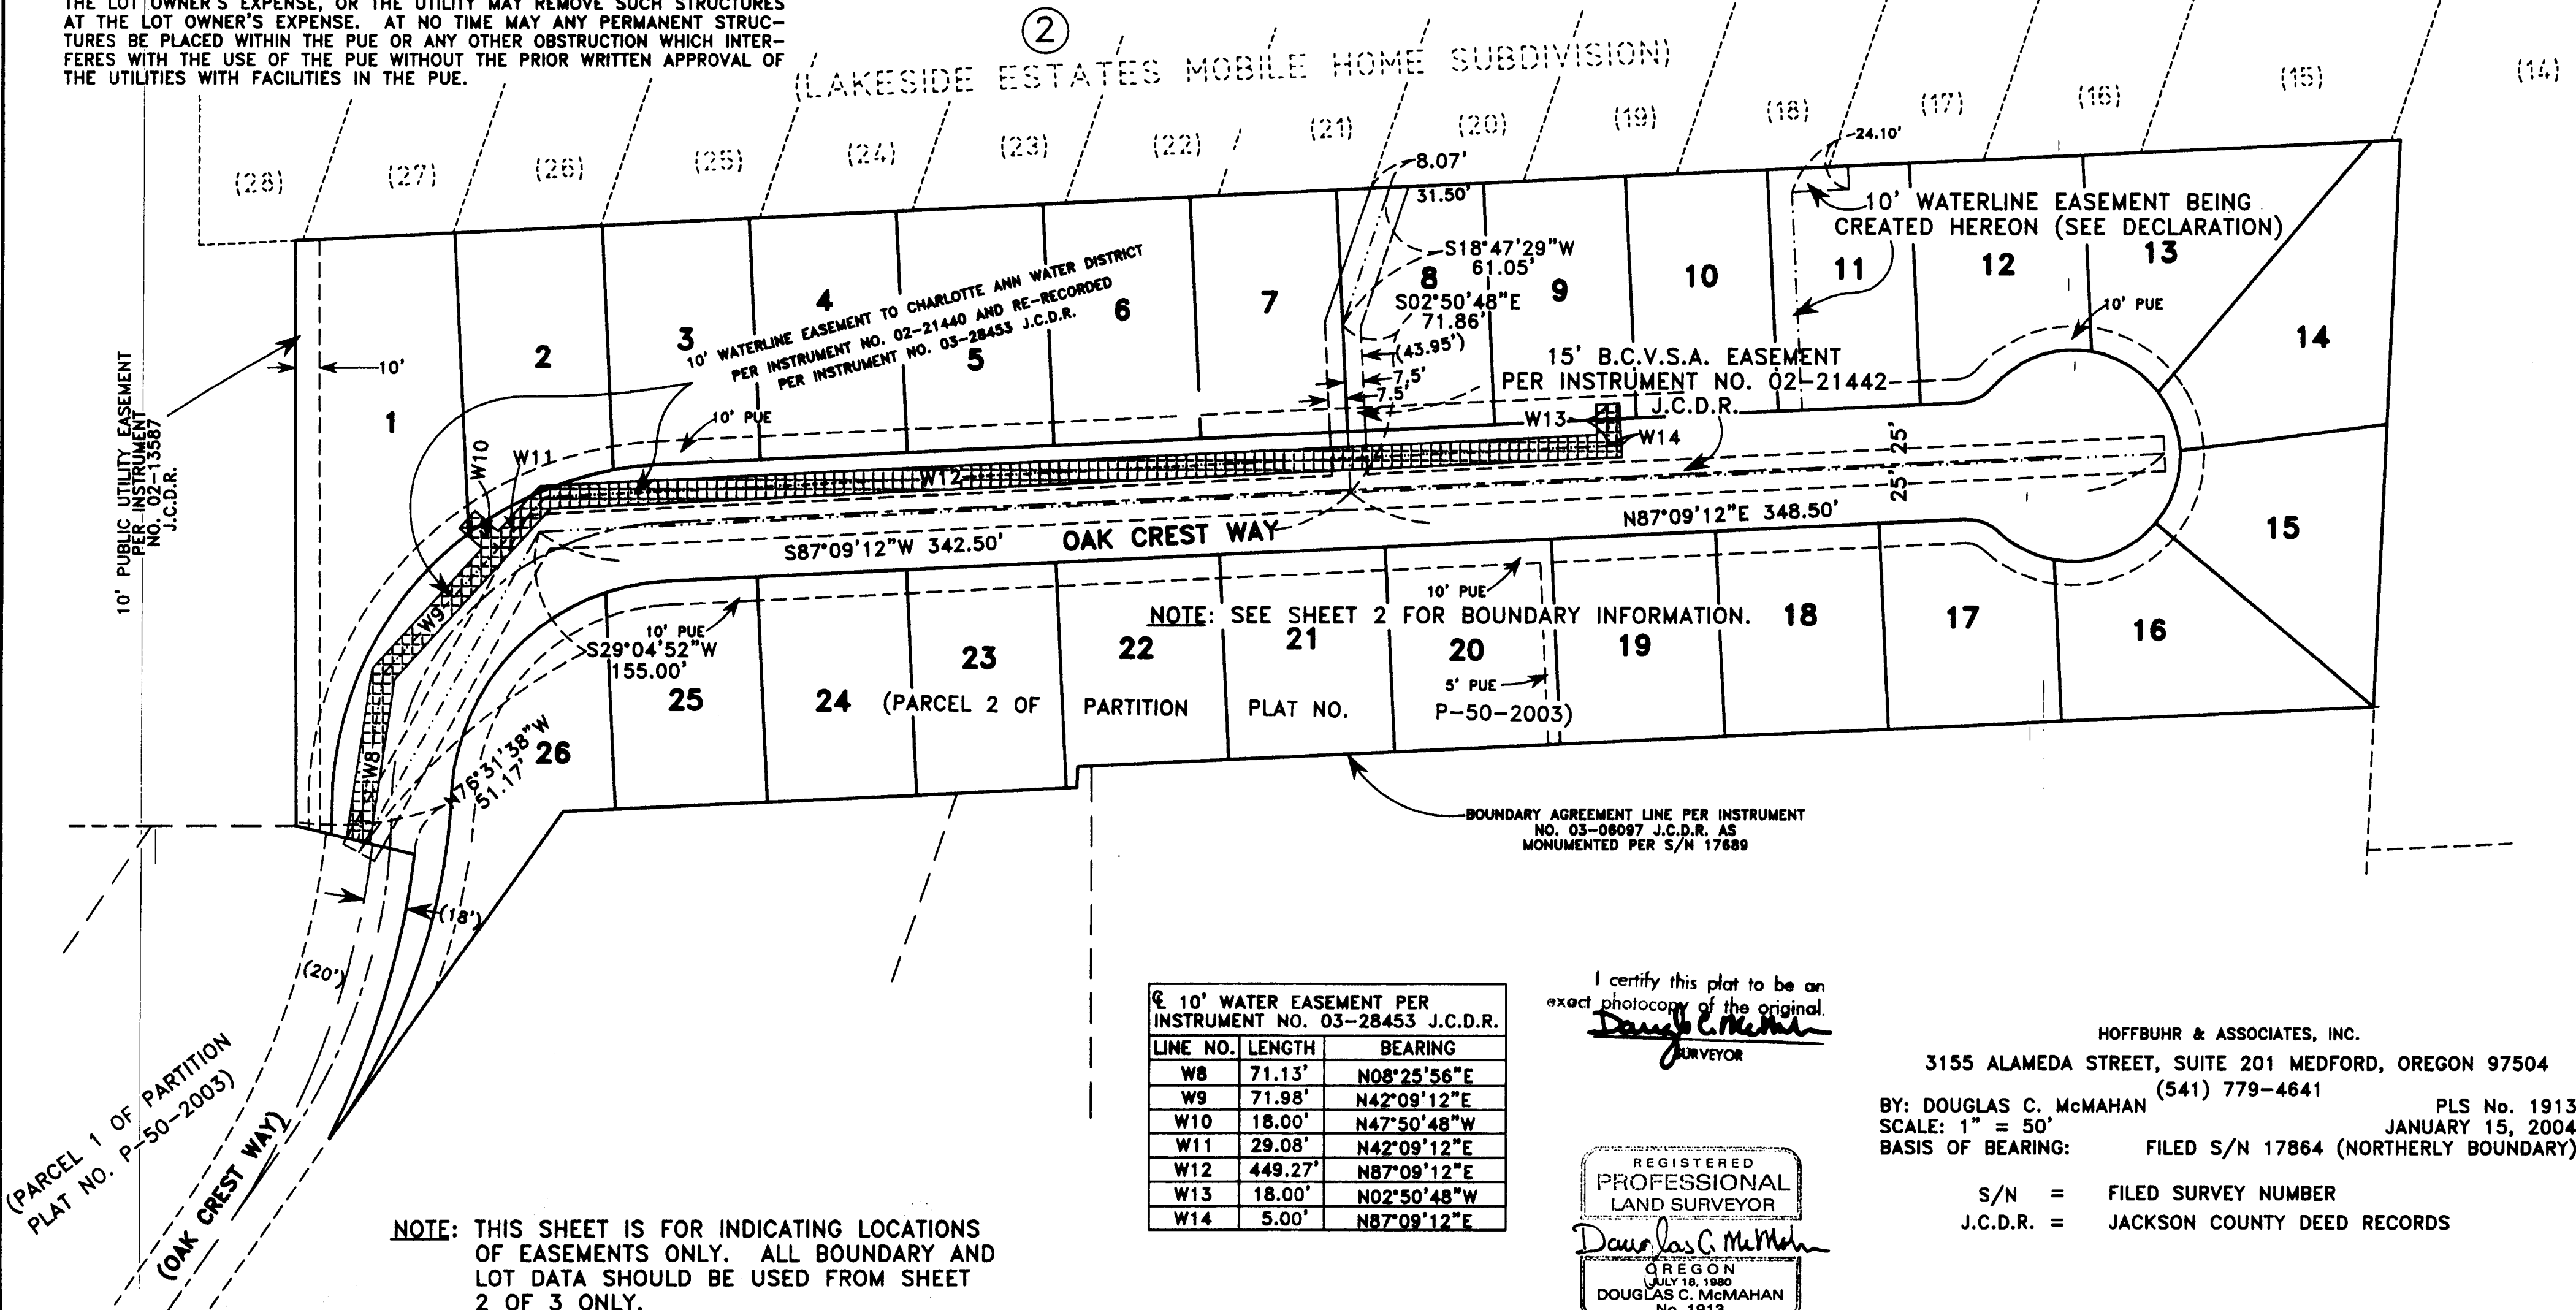 THE LOT OWNER'S EXPENSE, OR THE UTILITY MAY REMOVE SUCH STRUCTURES
AT THE LOT OWNER'S EXPENSE. AT NO TIME MAY ANY PERMANENT STRUC-
TURES BE PLACED WITHIN THE PUE OR ANY OTHER OBSTRUCTION WHICH INTER-
FERES WITH THE USE OF THE PUE WITHOUT THE PRIOR WRITTEN APPROVAL OF
THE UTILITIES WITH FACILITIES IN THE PUE.
2
(LAKESIDE ESTATES MOBILE HOME SUBDIVISION)
(28)
(27)
(26)
(25)
(24)
(23)
(22)
(21)
(20)
(19)
(18)
(17)
(16)
(15)
(14)
8.07'
31.50'
24.10'
10' WATERLINE EASEMENT BEING
CREATED HEREON (SEE DECLARATION)
S18°47'29"W
61.05'
S02°50'48"E
71.86'
(43.95')
7.5'
7.5'
15' B.C.V.S.A. EASEMENT
PER INSTRUMENT NO. 02-21442
J.C.D.R.
10' WATERLINE EASEMENT TO CHARLOTTE ANN WATER DISTRICT
PER INSTRUMENT NO. 02-21440 AND RE-RECORDED
PER INSTRUMENT NO. 03-28453 J.C.D.R.
10' PUBLIC UTILITY EASEMENT
PER INSTRUMENT
NO. 02-13587
J.C.D.R.
10'
1
2
3
4
5
6
7
8
9
10
11
12
13
14
15
16
17
18
19
20
21
22
23
24
25
26
10' PUE
10' PUE
10' PUE
10' PUE
5' PUE
W8
W9
W10
W11
W12
W13
W14
25'
25'
OAK CREST WAY
S87°09'12"W 342.50'
N87°09'12"E 348.50'
S29°04'52"W
155.00'
N76°31'38"W
51.17'
NOTE: SEE SHEET 2 FOR BOUNDARY INFORMATION.
(PARCEL 2 OF PARTITION PLAT NO. P-50-2003)
BOUNDARY AGREEMENT LINE PER INSTRUMENT
NO. 03-06097 J.C.D.R. AS
MONUMENTED PER S/N 17689
(18')
(20')
(PARCEL 1 OF PARTITION
PLAT NO. P-50-2003)
(OAK CREST WAY)
NOTE: THIS SHEET IS FOR INDICATING LOCATIONS
OF EASEMENTS ONLY. ALL BOUNDARY AND
LOT DATA SHOULD BE USED FROM SHEET
2 OF 3 ONLY.
℄ 10' WATER EASEMENT PER
INSTRUMENT NO. 03-28453 J.C.D.R.
LINE NO. LENGTH BEARING
W8 71.13' N08°25'56"E
W9 71.98' N42°09'12"E
W10 18.00' N47°50'48"W
W11 29.08' N42°09'12"E
W12 449.27' N87°09'12"E
W13 18.00' N02°50'48"W
W14 5.00' N87°09'12"E
I certify this plat to be an
exact photocopy of the original.
Douglas C. McMahan
SURVEYOR
REGISTERED
PROFESSIONAL
LAND SURVEYOR
Douglas C. McMahan
OREGON
JULY 18, 1980
DOUGLAS C. McMAHAN
No. 1913
HOFFBUHR & ASSOCIATES, INC.
3155 ALAMEDA STREET, SUITE 201 MEDFORD, OREGON 97504
(541) 779-4641
BY: DOUGLAS C. McMAHAN PLS No. 1913
SCALE: 1" = 50' JANUARY 15, 2004
BASIS OF BEARING: FILED S/N 17864 (NORTHERLY BOUNDARY)
S/N = FILED SURVEY NUMBER
J.C.D.R. = JACKSON COUNTY DEED RECORDS